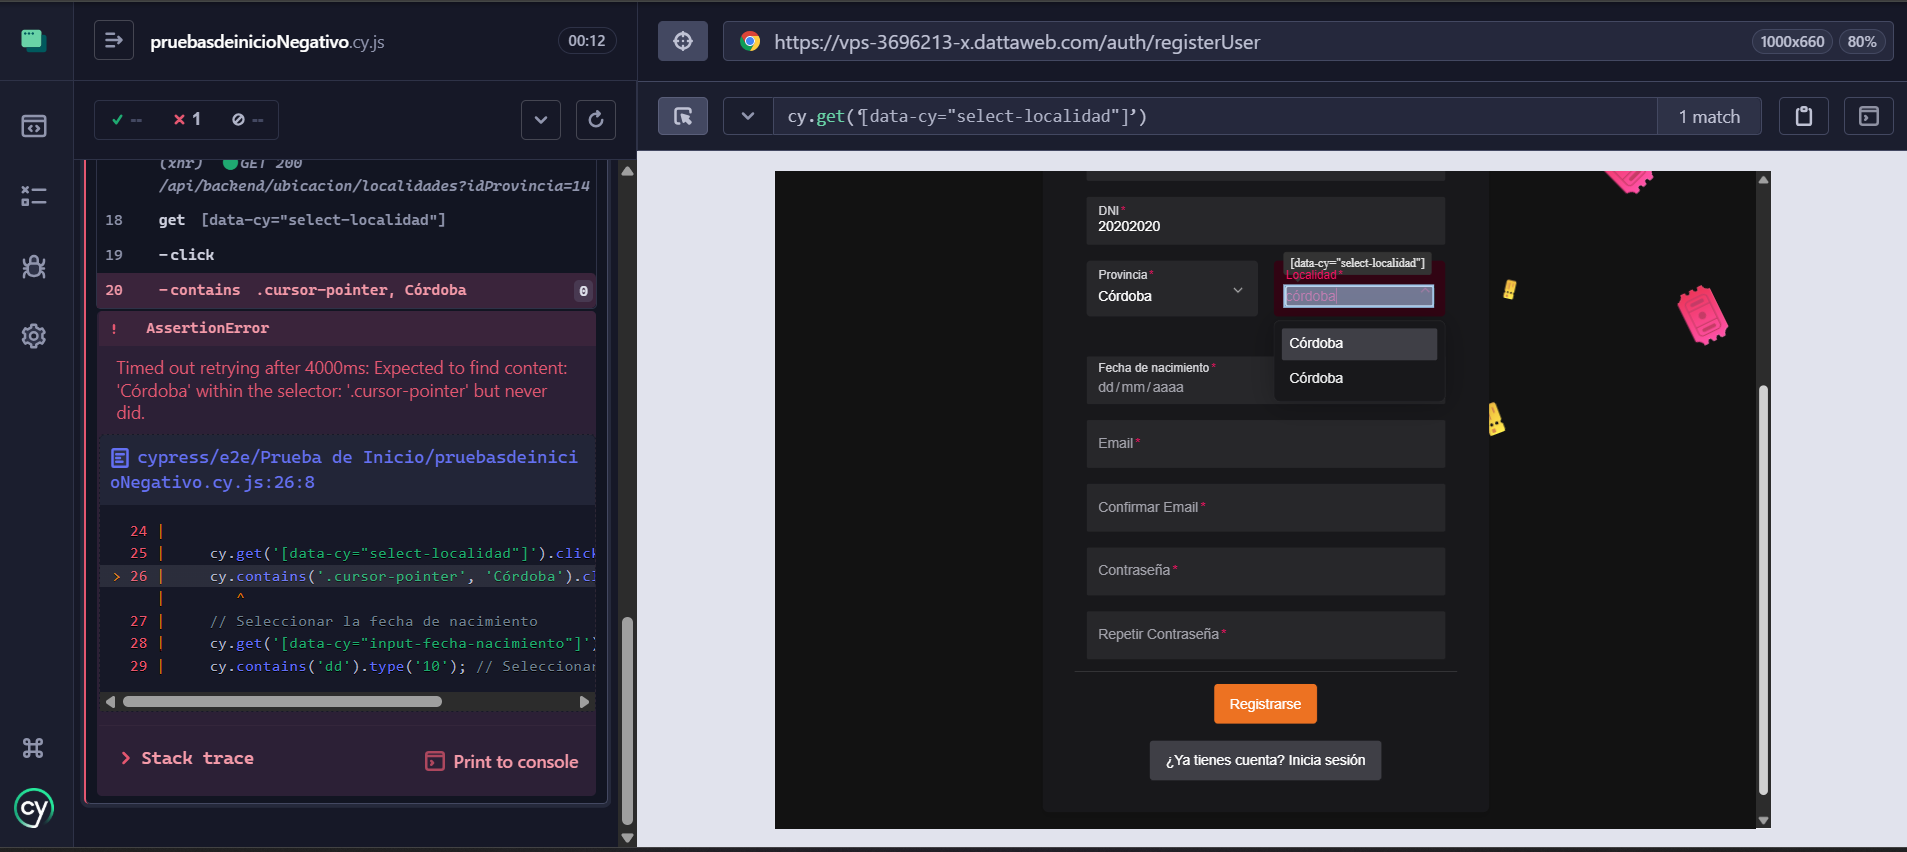 pruebasdeinicioNegativo.cy.js
00:12
https://vps-3696213-x.dattaweb.com/auth/registerUser
1000x660
80%
--
1
--
cy.get('[data-cy="select-localidad"]')
1 match
(xhr) GET 200
/api/backend/ubicacion/localidades?idProvincia=14
18 get [data-cy="select-localidad"]
19 -click
20 -contains .cursor-pointer, Córdoba 0
! AssertionError
Timed out retrying after 4000ms: Expected to find content:
'Córdoba' within the selector: '.cursor-pointer' but never
did.
cypress/e2e/Prueba de Inicio/pruebasdeinici
oNegativo.cy.js:26:8
24 |
25 | cy.get('[data-cy="select-localidad"]').click
> 26 | cy.contains('.cursor-pointer', 'Córdoba').cl
| ^
27 | // Seleccionar la fecha de nacimiento
28 | cy.get('[data-cy="input-fecha-nacimiento"]')
29 | cy.contains('dd').type('10'); // Seleccionar
Stack trace
Print to console
cy
DNI*
20202020
[data-cy="select-localidad"]
Provincia*
Córdoba
Localidad*
córdoba
Córdoba
Córdoba
Fecha de nacimiento*
dd/mm/aaaa
Email*
Confirmar Email*
Contraseña*
Repetir Contraseña*
Registrarse
¿Ya tienes cuenta? Inicia sesión